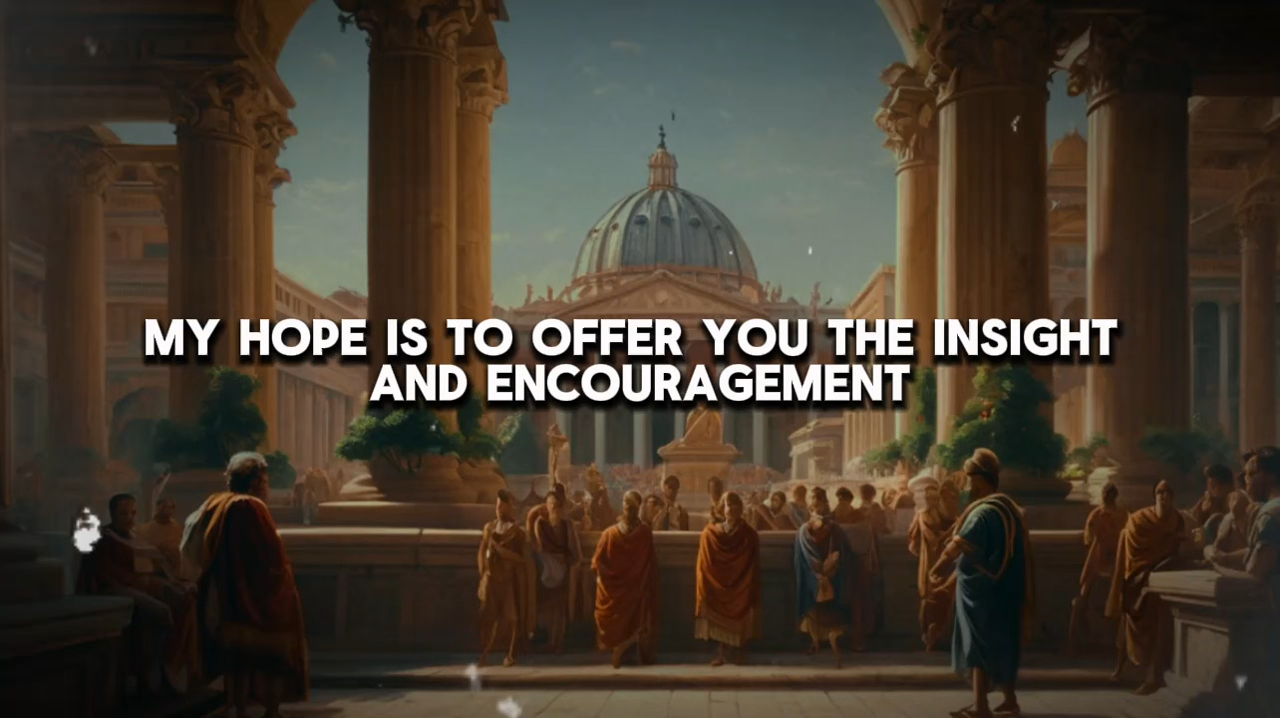 MY HOPE IS TO OFFER YOU THE INSIGHT
AND ENCOURAGEMENT